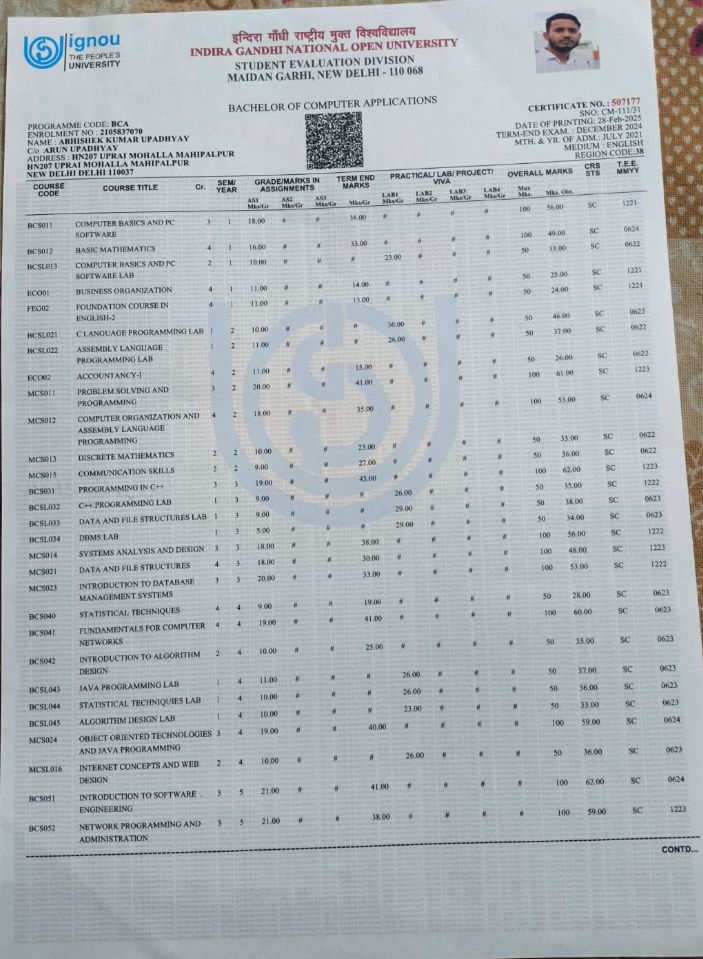 ignou
THE PEOPLE'S
UNIVERSITY
इन्दिरा गाँधी राष्ट्रीय मुक्त विश्वविद्यालय
INDIRA GANDHI NATIONAL OPEN UNIVERSITY
STUDENT EVALUATION DIVISION
MAIDAN GARHI, NEW DELHI - 110 068
BACHELOR OF COMPUTER APPLICATIONS
PROGRAMME CODE: BCA
ENROLMENT NO : 2105837070
NAME : ABHISHEK KUMAR UPADHYAY
C/o ARUN UPADHYAY
ADDRESS : HN207 UPRAI MOHALLA MAHIPALPUR
HN207 UPRAI MOHALLA MAHIPALPUR
NEW DELHI DELHI 110037
CERTIFICATE NO. : 507177
SNO: CM-111/31
DATE OF PRINTING: 28-Feb-2025
TERM-END EXAM. : DECEMBER 2024
MTH. & YR. OF ADM.: JULY 2021
MEDIUM : ENGLISH
REGION CODE:38
COURSE CODE COURSE TITLE Cr. SEM/ YEAR GRADE/MARKS IN ASSIGNMENTS TERM END MARKS PRACTICAL/ LAB/ PROJECT/ VIVA OVERALL MARKS CRS STS T.E.E. MMYY
AS1 Mks/Gr AS2 Mks/Gr AS3 Mks/Gr Mks/Gr LAB1 Mks/Gr LAB2 Mks/Gr LAB3 Mks/Gr LAB4 Mks/Gr Max Mks. Mks. Obt.
BCS011 COMPUTER BASICS AND PC 3 1 18.00 # # 38.00 # # # # 100 56.00 SC 1221
SOFTWARE
BCS012 BASIC MATHEMATICS 4 1 16.00 # # 33.00 # # # # 100 49.00 SC 0624
BCSL013 COMPUTER BASICS AND PC 2 1 10.00 # # # 23.00 # # # 50 33.00 SC 0622
SOFTWARE LAB
ECO01 BUSINESS ORGANIZATION 4 1 11.00 # # 14.00 # # # # 50 25.00 SC 1221
FEG02 FOUNDATION COURSE IN 4 1 11.00 # # 13.00 # # # # 50 24.00 SC 1221
ENGLISH-2
BCSL021 C LANGUAGE PROGRAMMING LAB 1 2 10.00 # # # 36.00 # # # 50 46.00 SC 0622
BCSL022 ASSEMBLY LANGUAGE 1 2 11.00 # # # 26.00 # # # 50 37.00 SC 0622
PROGRAMMING LAB
ECO02 ACCOUNTANCY-I 4 2 11.00 # # 15.00 # # # # 50 26.00 SC 0622
MCS011 PROBLEM SOLVING AND 3 2 20.00 # # 41.00 # # # # 100 61.00 SC 1223
PROGRAMMING
MCS012 COMPUTER ORGANIZATION AND 4 2 18.00 # # 35.00 # # # # 100 53.00 SC 0624
ASSEMBLY LANGUAGE
PROGRAMMING
MCS013 DISCRETE MATHEMATICS 2 2 10.00 # # 23.00 # # # # 50 33.00 SC 0622
MCS015 COMMUNICATION SKILLS 2 2 9.00 # # 27.00 # # # # 50 36.00 SC 0622
BCS031 PROGRAMMING IN C++ 3 3 19.00 # # 43.00 # # # # 100 62.00 SC 1223
BCSL032 C++ PROGRAMMING LAB 1 3 9.00 # # # 26.00 # # # 50 35.00 SC 1222
BCSL033 DATA AND FILE STRUCTURES LAB 1 3 9.00 # # # 29.00 # # # 50 38.00 SC 0623
BCSL034 DBMS LAB 1 3 5.00 # # # 29.00 # # # 50 34.00 SC 0623
MCS014 SYSTEMS ANALYSIS AND DESIGN 3 3 18.00 # # 38.00 # # # # 100 56.00 SC 1222
MCS021 DATA AND FILE STRUCTURES 4 3 18.00 # # 30.00 # # # # 100 48.00 SC 1223
MCS023 INTRODUCTION TO DATABASE 3 3 20.00 # # 33.00 # # # # 100 53.00 SC 1222
MANAGEMENT SYSTEMS
BCS040 STATISTICAL TECHNIQUES 4 4 9.00 # # 19.00 # # # # 50 28.00 SC 0623
BCS041 FUNDAMENTALS FOR COMPUTER 4 4 19.00 # # 41.00 # # # # 100 60.00 SC 0623
NETWORKS
BCS042 INTRODUCTION TO ALGORITHM 2 4 10.00 # # 25.00 # # # # 50 35.00 SC 0623
DESIGN
BCSL043 JAVA PROGRAMMING LAB 1 4 11.00 # # # 26.00 # # # 50 37.00 SC 0623
BCSL044 STATISTICAL TECHNIQUIES LAB 1 4 10.00 # # # 26.00 # # # 50 36.00 SC 0623
BCSL045 ALGORITHM DESIGN LAB 1 4 10.00 # # # 23.00 # # # 50 33.00 SC 0623
MCS024 OBJECT ORIENTED TECHNOLOGIES 3 4 19.00 # # 40.00 # # # # 100 59.00 SC 0624
AND JAVA PROGRAMMING
MCSL016 INTERNET CONCEPTS AND WEB 2 4 10.00 # # # 26.00 # # # 50 36.00 SC 0623
DESIGN
BCS051 INTRODUCTION TO SOFTWARE 3 5 21.00 # # 41.00 # # # # 100 62.00 SC 0624
ENGINEERING
BCS052 NETWORK PROGRAMMING AND 3 5 21.00 # # 38.00 # # # # 100 59.00 SC 1223
ADMINISTRATION
CONTD...